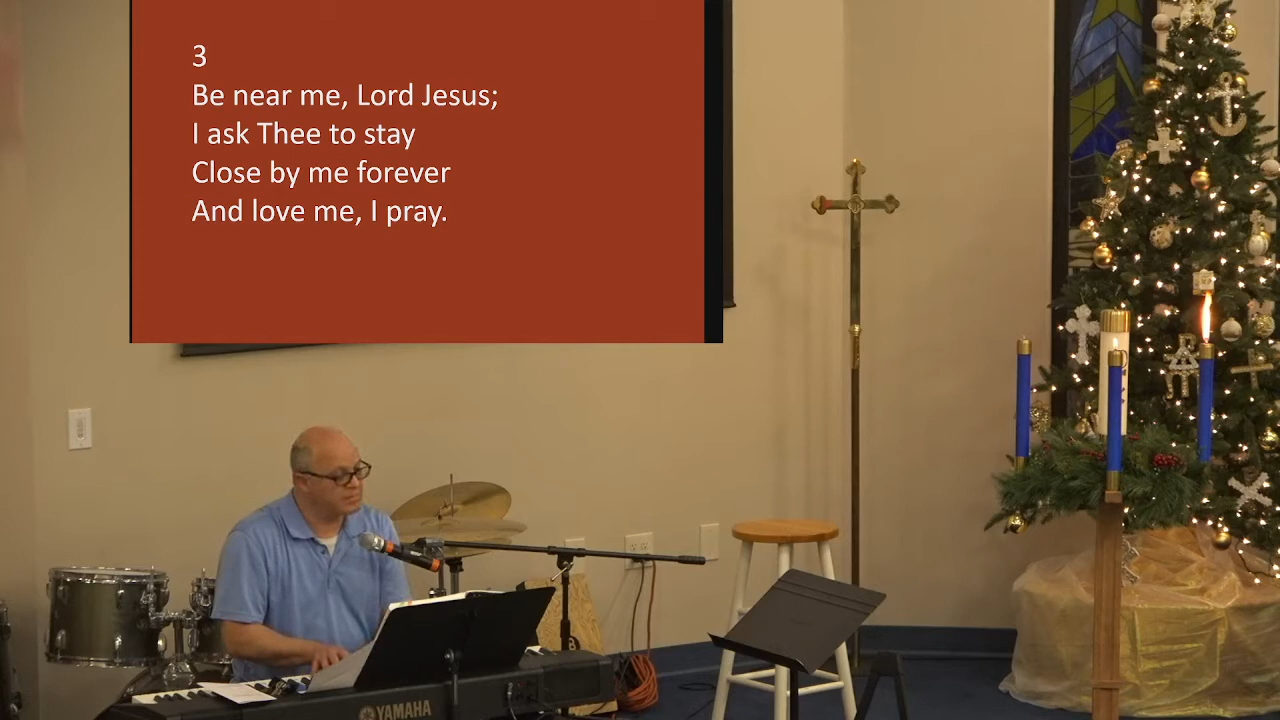 3
Be near me, Lord Jesus;
I ask Thee to stay
Close by me forever
And love me, I pray.
YAMAHA